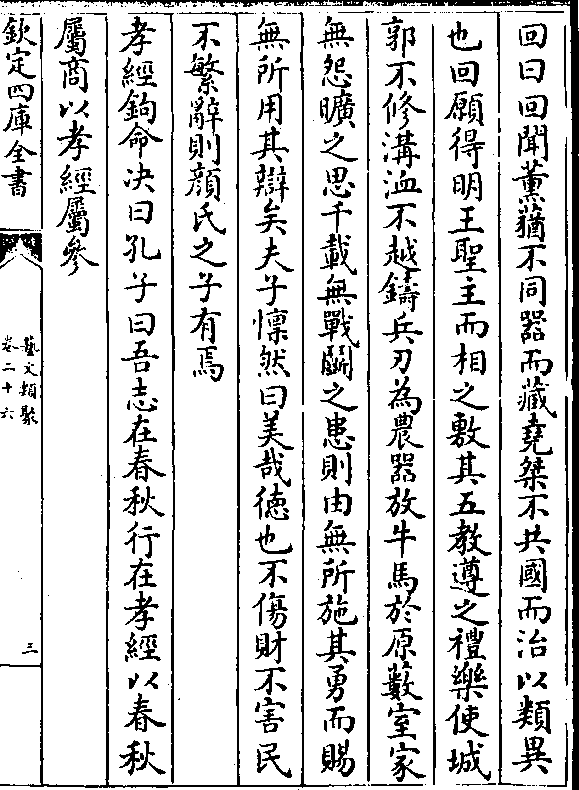 回曰回聞薫蕕不同器而藏堯桀不共國而治以類異
也回願得明王聖主而相之敷其五教遵之禮樂使城
郭不修溝洫不越鑄兵刃為農器放牛馬於原藪室家
無怨曠之思千載無戰鬭之患則由無所施其勇而賜
無所用其辯矣夫子懍然曰美哉德也不傷財不害民
不繁辭則顔氏之子有焉
孝經鉤命决曰孔子曰吾志在春秋行在孝經以春秋
屬商以孝經屬參
欽定四庫全書
藝文類聚
卷二十六
三